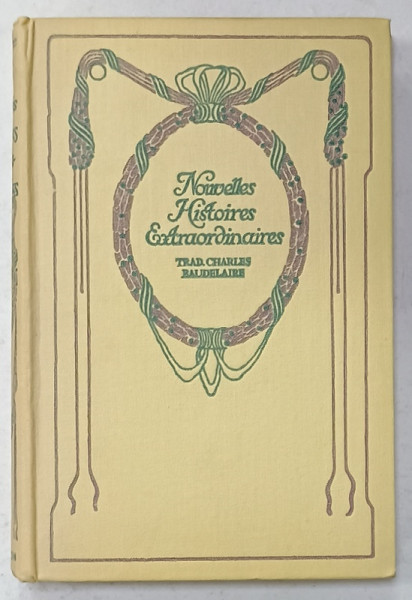 Nouvelles
Histoires
Extraordinaires
TRAD. CHARLES
BAUDELAIRE